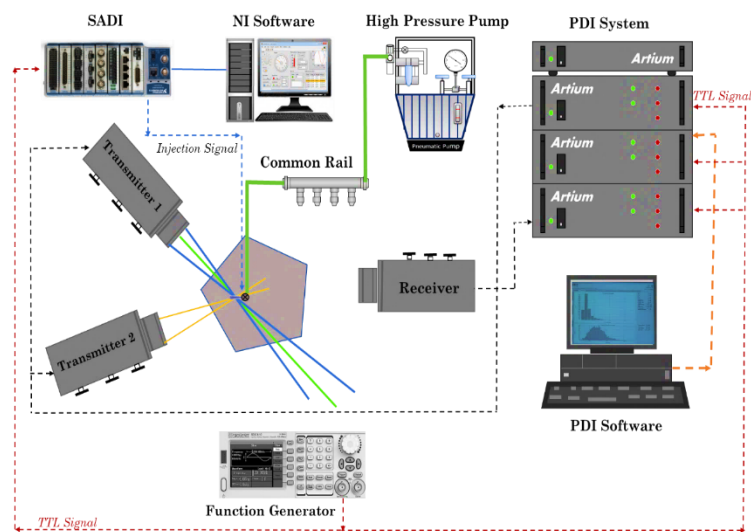 SADI
NI Software
High Pressure Pump
PDI System
Artium
Artium
TTL Signal
Injection Signal
Pneumatic Pump
Transmitter 1
Common Rail
Artium
Artium
Receiver
Transmitter 2
PDI Software
Function Generator
TTL Signal